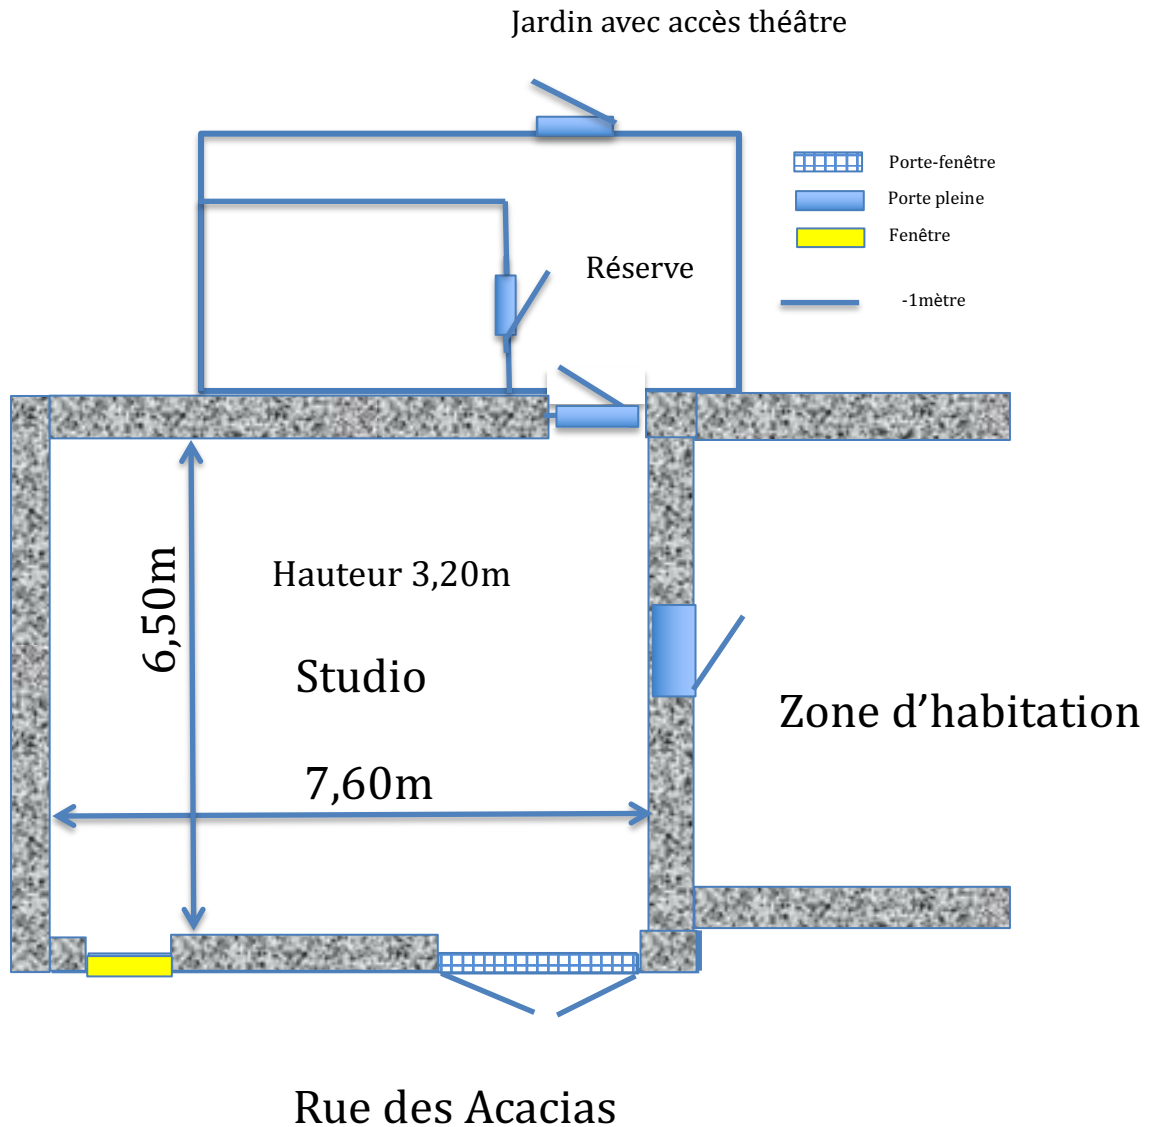 Jardin avec accès théâtre
Porte-fenêtre
Porte pleine
Fenêtre
-1mètre
Réserve
Hauteur 3,20m
6,50m
Studio
Zone d’habitation
7,60m
Rue des Acacias